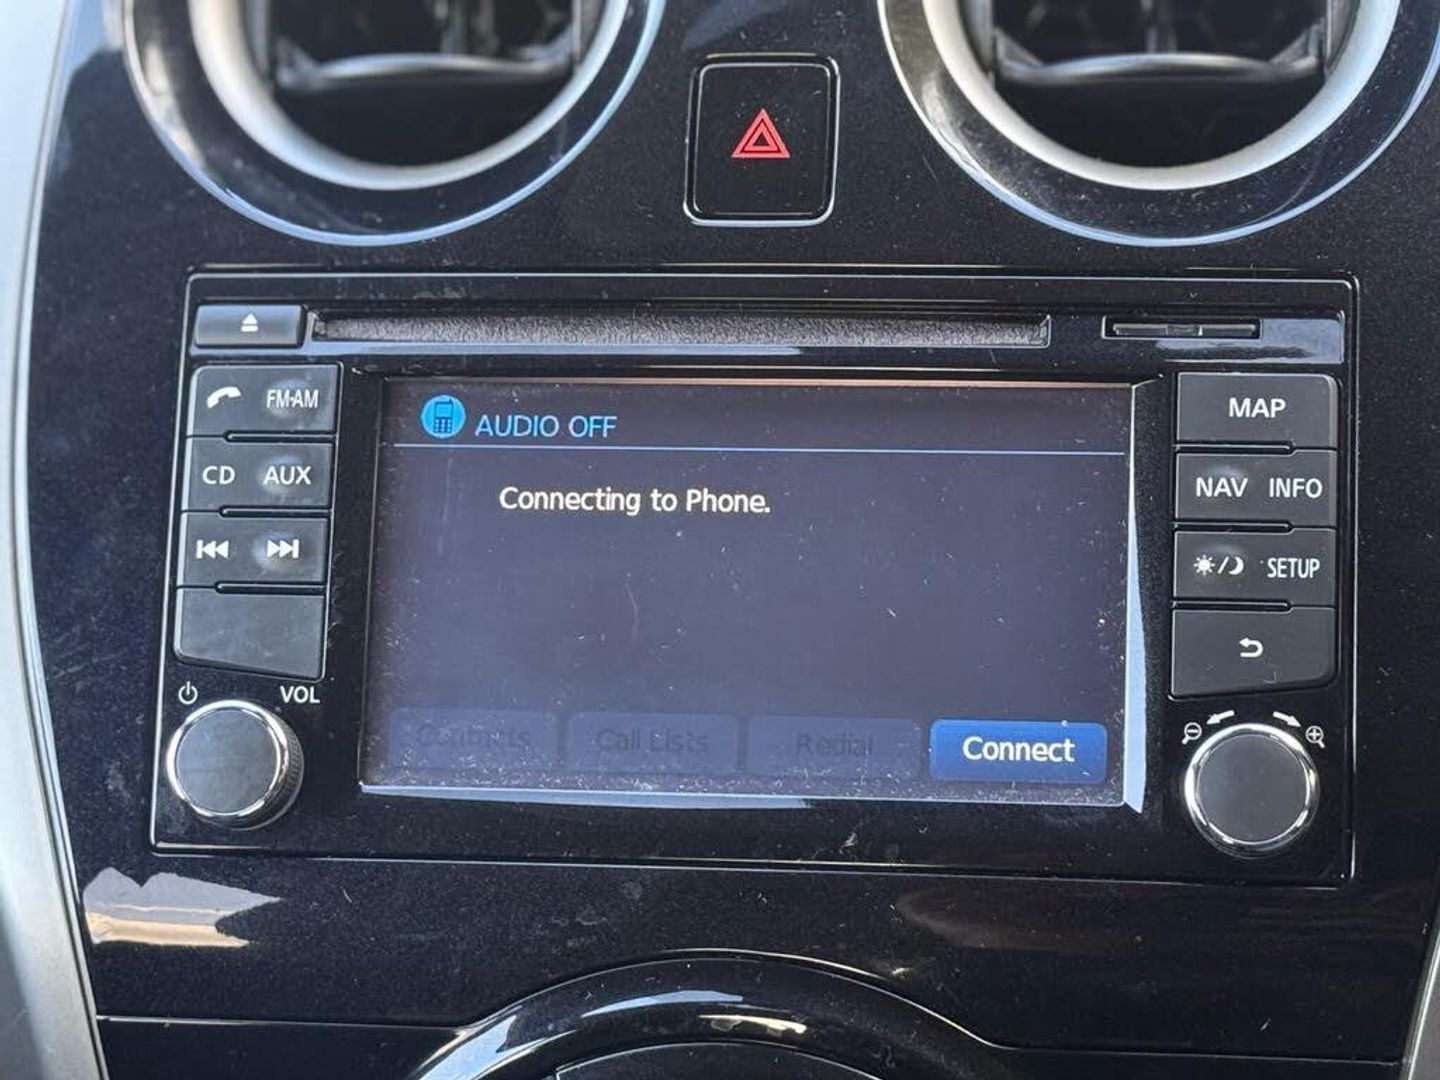 AUDIO OFF
Connecting to Phone.
Contacts Call Lists Redial Connect
FM·AM
CD AUX
VOL
MAP
NAV INFO
SETUP